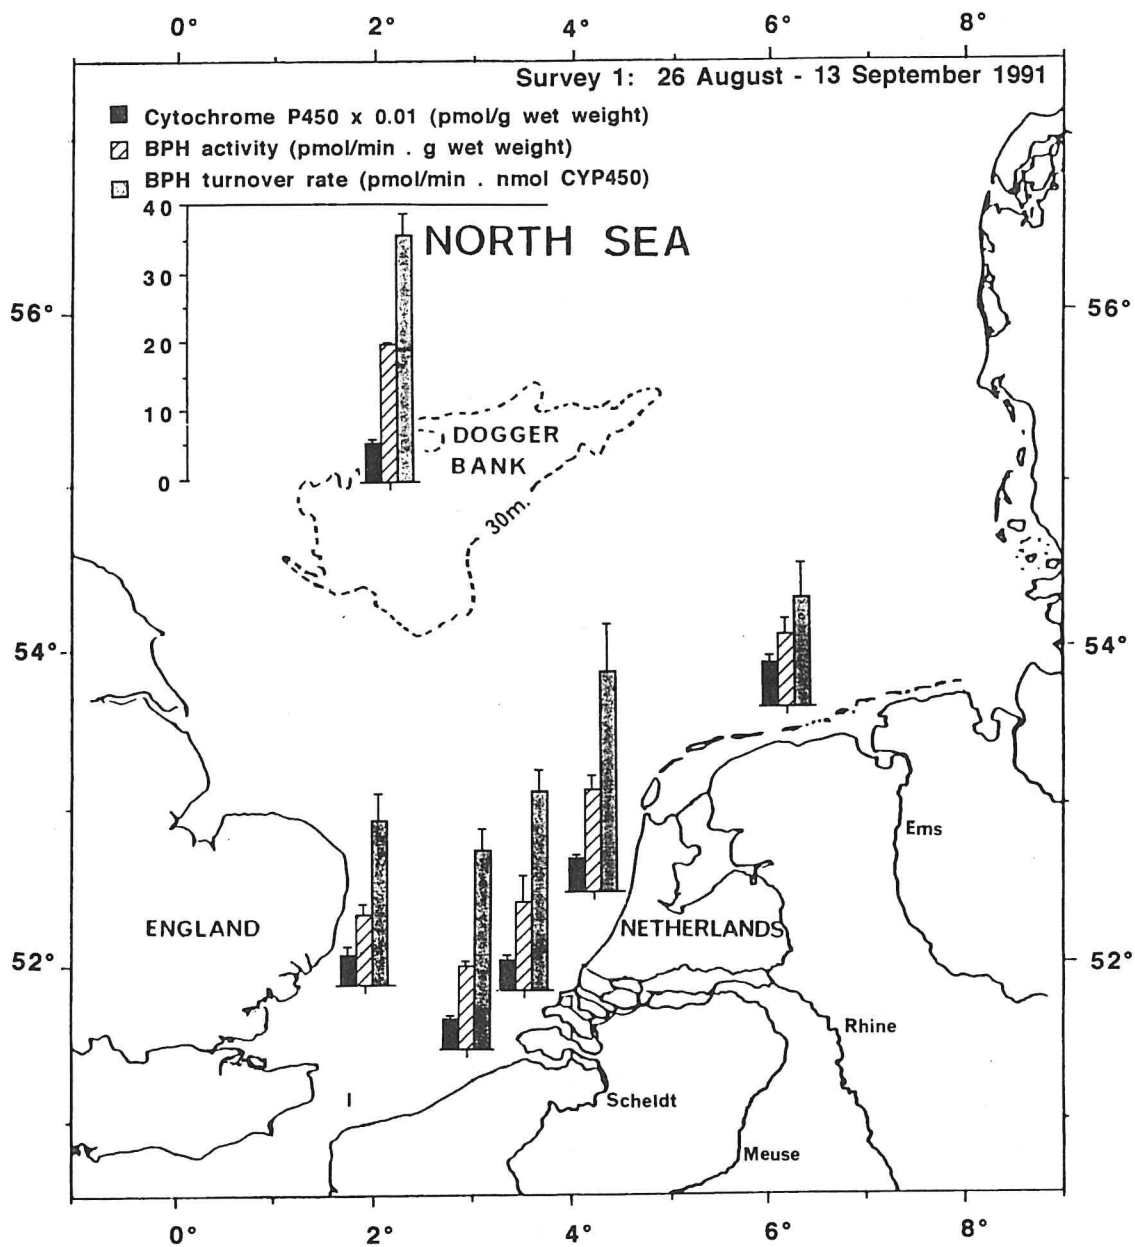 0° 2° 4° 6° 8°
Survey 1: 26 August - 13 September 1991
Cytochrome P450 x 0.01 (pmol/g wet weight)
BPH activity (pmol/min . g wet weight)
BPH turnover rate (pmol/min . nmol CYP450)
40
NORTH SEA
30
56° 56°
20
10
DOGGER
BANK
0
30m.
54° 54°
Ems
ENGLAND NETHERLANDS
52° 52°
Rhine
Scheldt
Meuse
0° 2° 4° 6° 8°